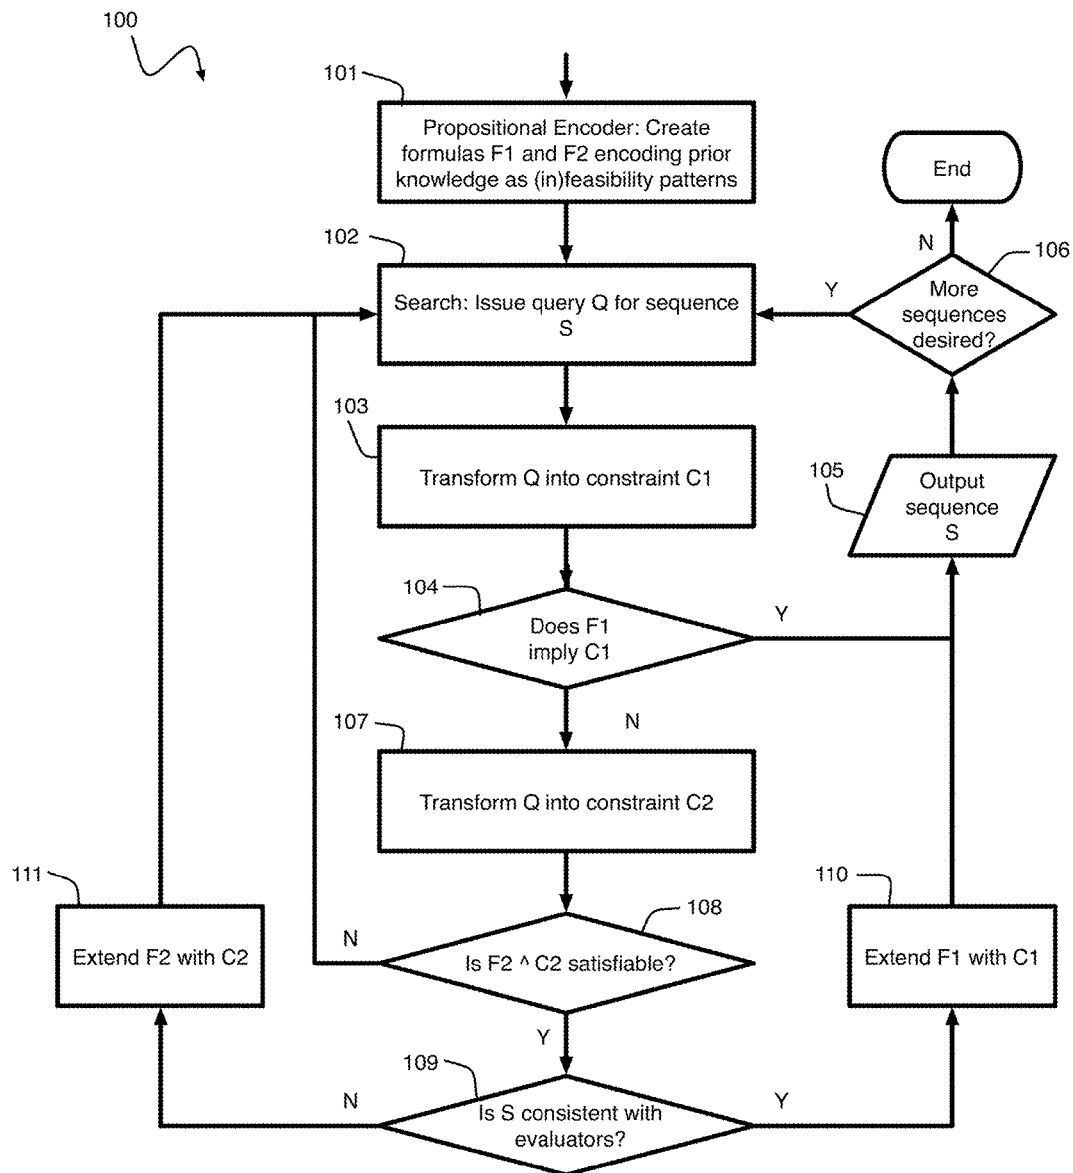 100
101
Propositional Encoder: Create
formulas F1 and F2 encoding prior
knowledge as (in)feasibility patterns
End
102
N
106
Search: Issue query Q for sequence
S
Y
More
sequences
desired?
103
Transform Q into constraint C1
105
Output
sequence
S
104
Does F1
imply C1
Y
N
107
Transform Q into constraint C2
111
Extend F2 with C2
N
108
Is F2 ^ C2 satisfiable?
110
Extend F1 with C1
Y
109
N
Is S consistent with
evaluators?
Y